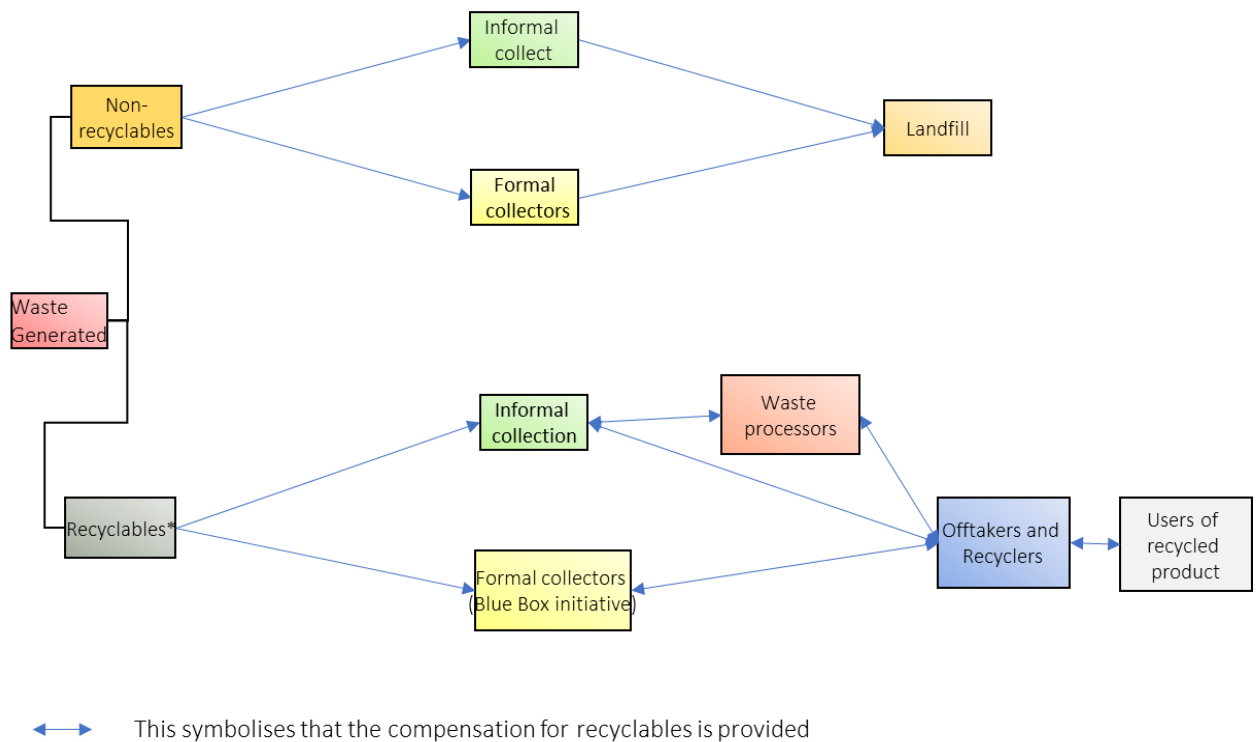 Informal
collect
Non-
recyclables
Landfill
Formal
collectors
Waste
Generated
Informal
collection
Waste
processors
Recyclables*
Offtakers and
Recyclers
Users of
recycled
product
Formal collectors
(Blue Box initiative)
This symbolises that the compensation for recyclables is provided